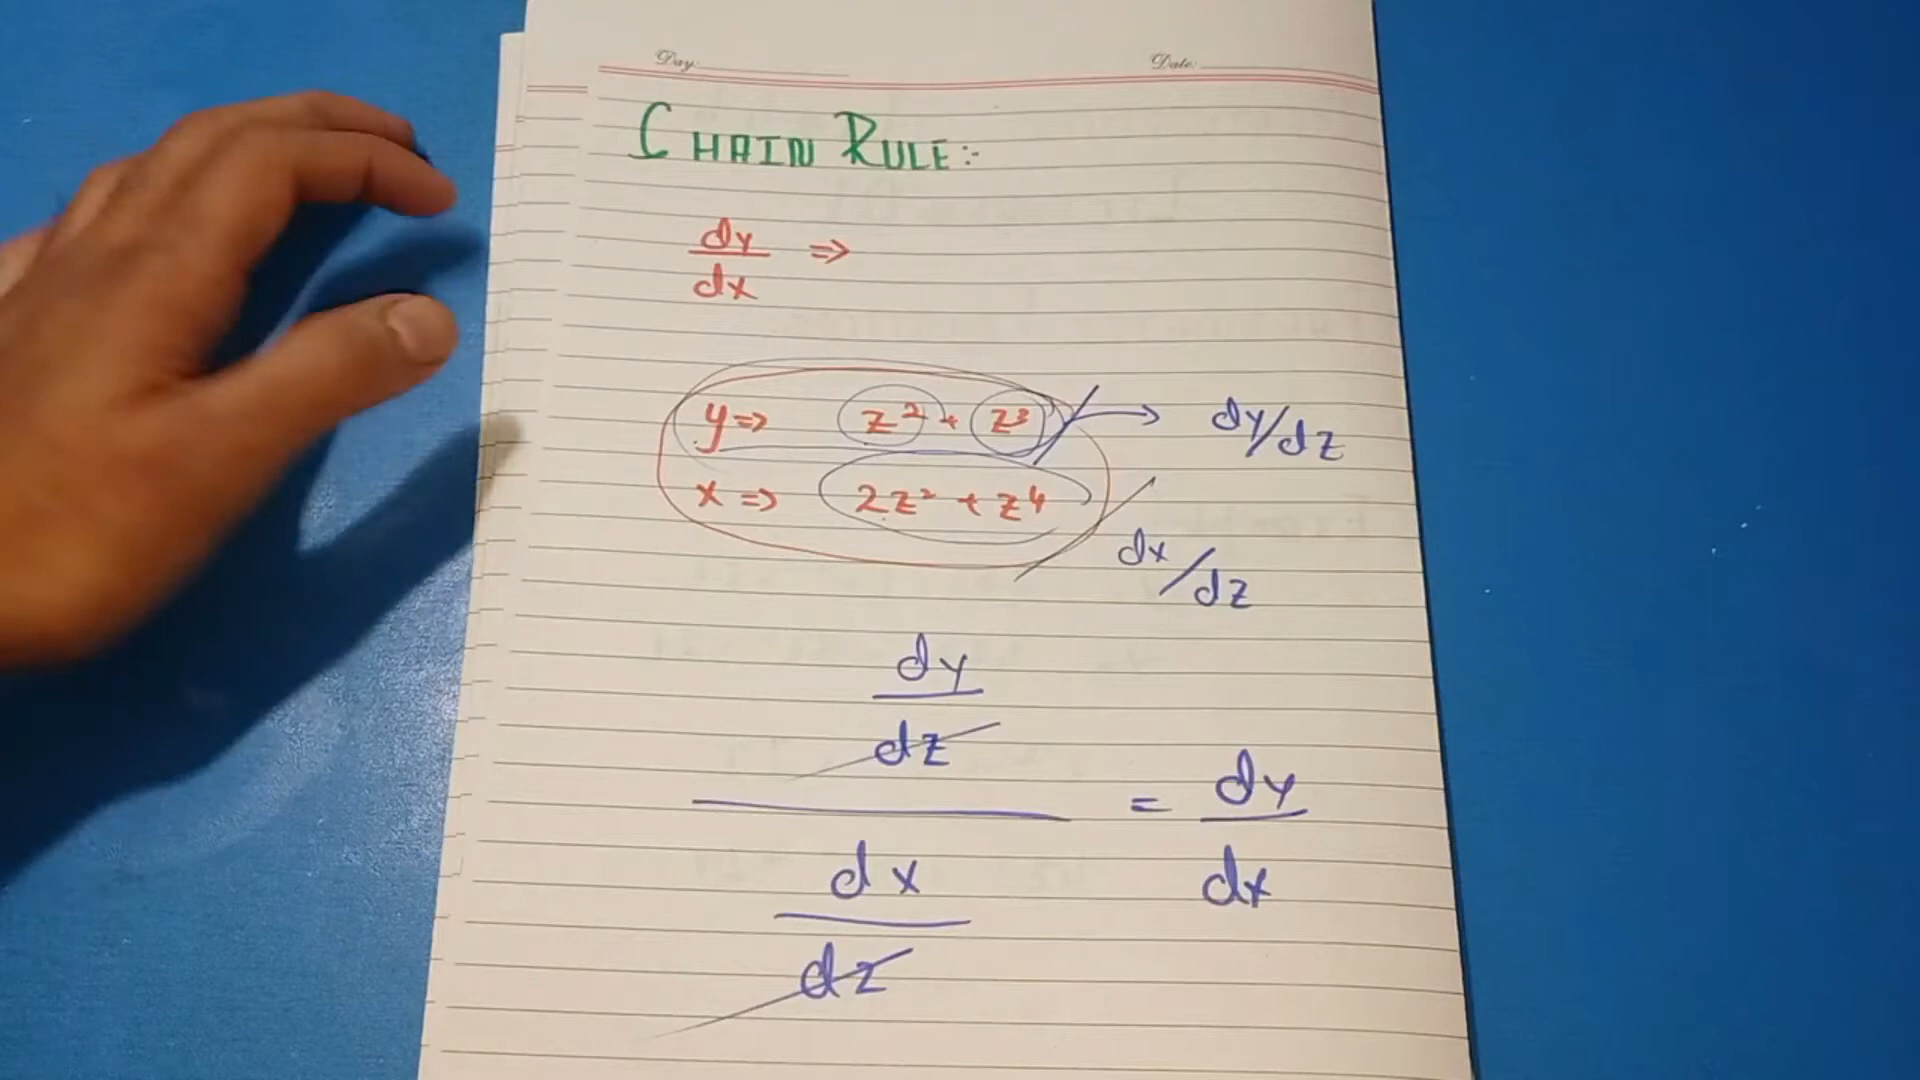 Day: Date:
CHAIN RULE:-
dy/dx ⇒
y ⇒ z² + z³ → dy/dz
x ⇒ 2z² + z⁴
dx/dz
dy
dz
= dy
dx
dx
dz